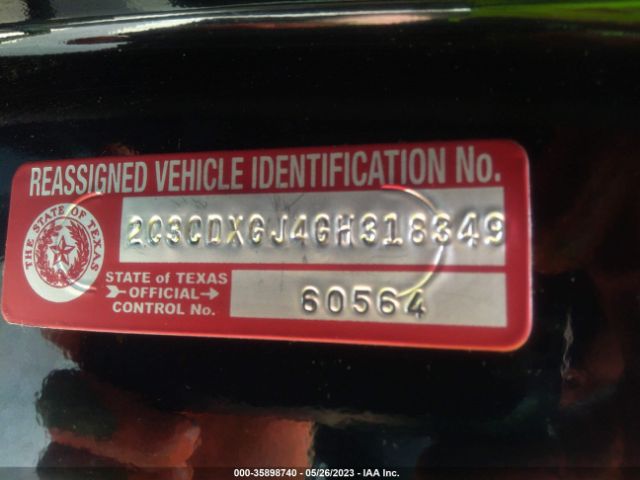 REASSIGNED VEHICLE IDENTIFICATION No.
THE STATE OF TEXAS
2C3CDXGJ4GH318349
STATE of TEXAS
OFFICIAL
CONTROL No.
60564
000-35898740 - 05/26/2023 - IAA Inc.